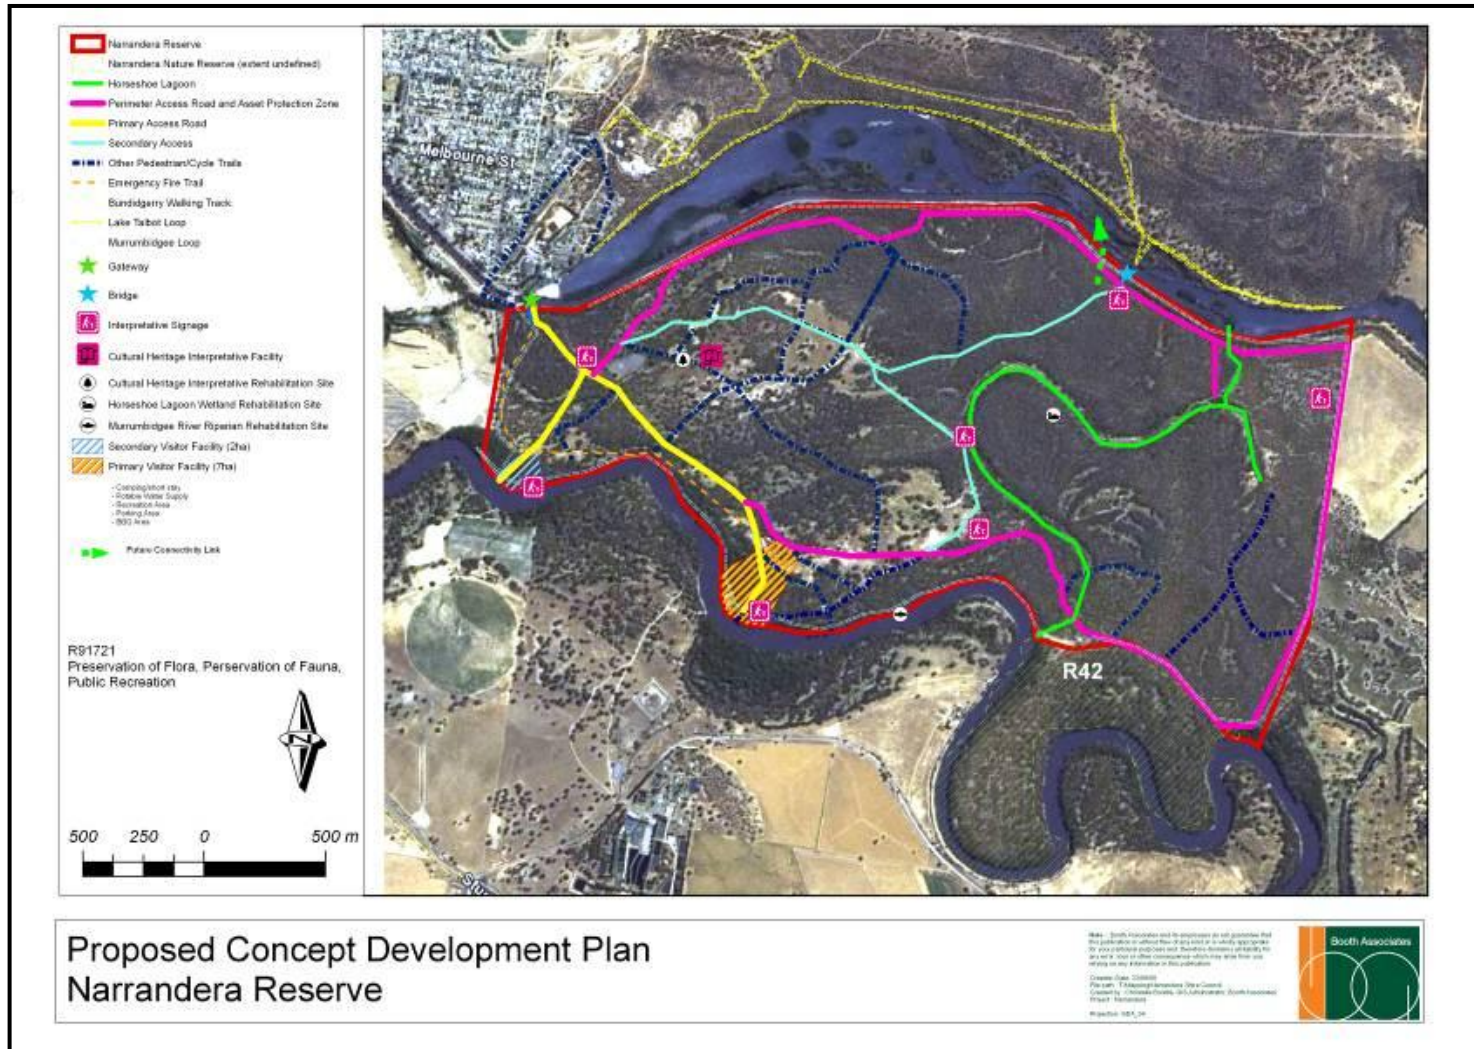 Narrandera Reserve
Narrandera Nature Reserve (extent undefined)
Horseshoe Lagoon
Perimeter Access Road and Asset Protection Zone
Primary Access Road
Secondary Access
Other Pedestrian/Cycle Trails
Emergency Fire Trail
Bundidgerry Walking Track:
Lake Talbot Loop
Murrumbidgee Loop
Gateway
Bridge
Interpretative Signage
Cultural Heritage Interpretative Facility
Cultural Heritage Interpretative Rehabilitation Site
Horseshoe Lagoon Wetland Rehabilitation Site
Murrumbidgee River Riparian Rehabilitation Site
Secondary Visitor Facility (2ha)
Primary Visitor Facility (7ha)
- Camping/short stay
- Potable Water Supply
- Recreation Area
- Parking Area
- BBQ Area
Future Connectivity Link
R91721
Preservation of Flora, Perservation of Fauna,
Public Recreation
N
500 250 0 500 m
Melbourne St
R42
Proposed Concept Development Plan
Narrandera Reserve
Booth Associates